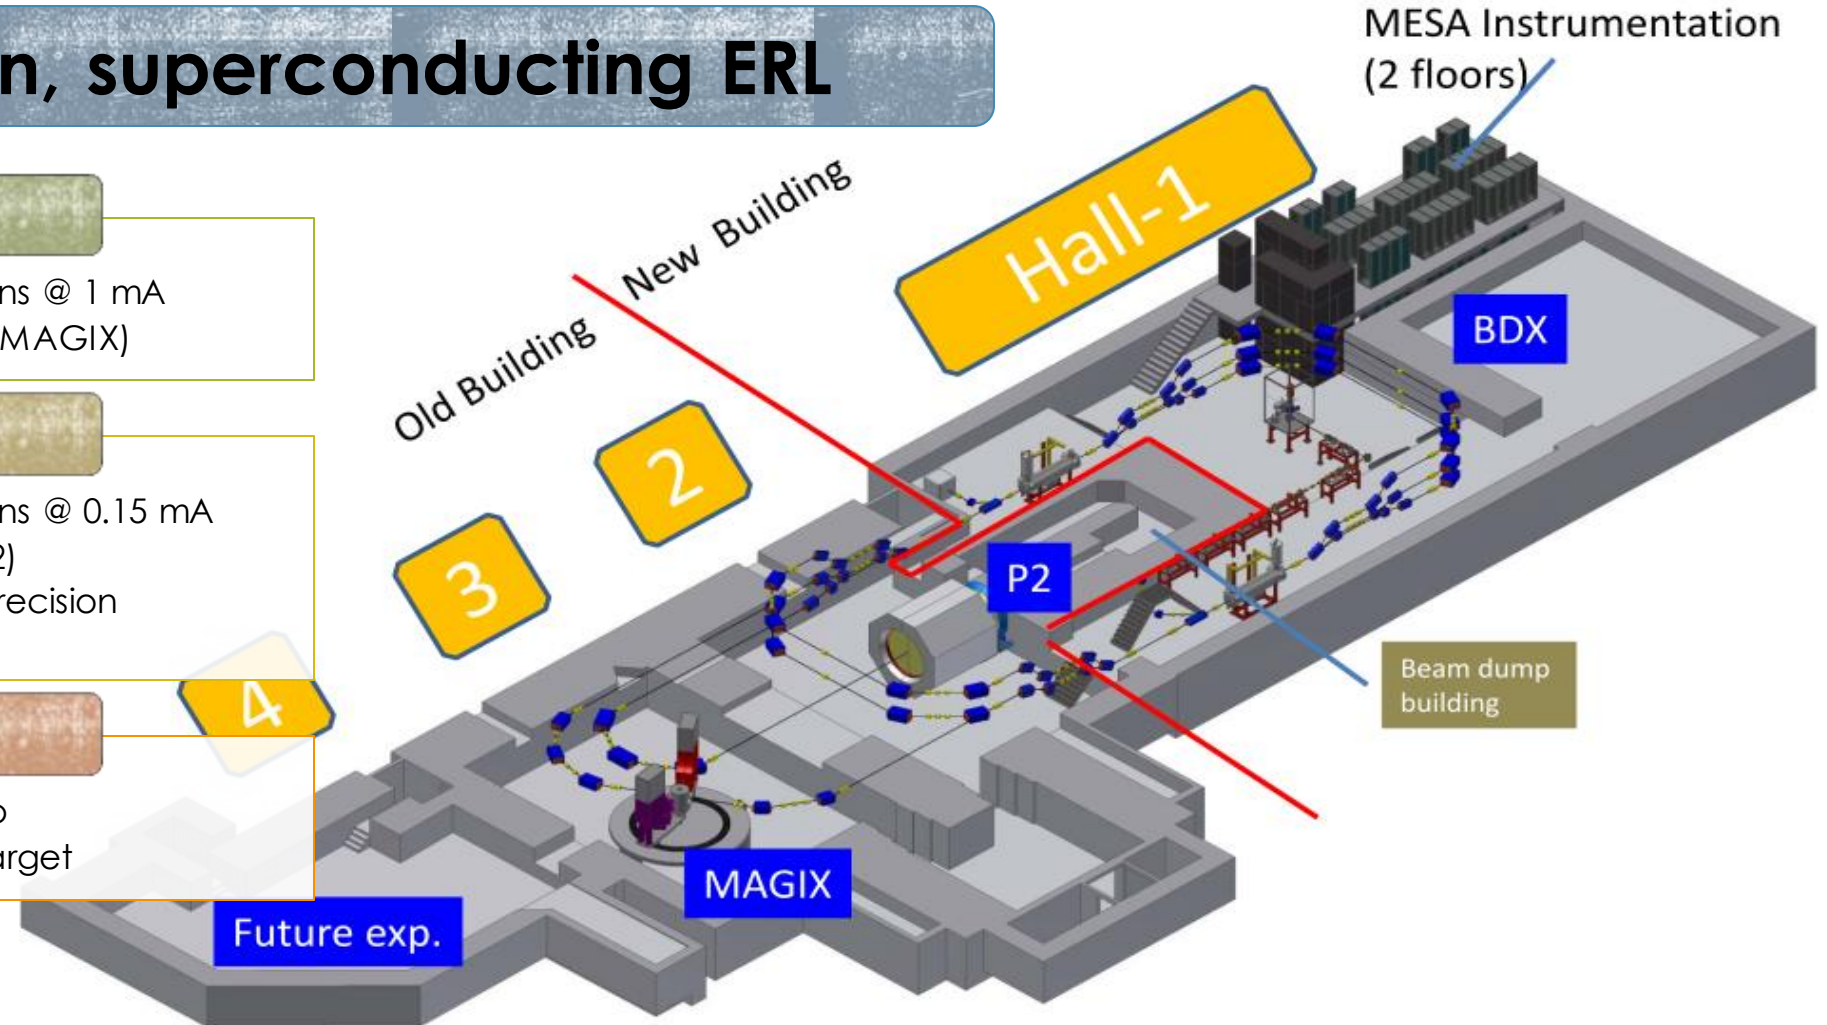 n, superconducting ERL
MESA Instrumentation
(2 floors)
New Building
Old Building
Hall-1
2
3
4
ns @ 1 mA
MAGIX)
ns @ 0.15 mA
2)
recision
arget
BDX
P2
Beam dump
building
MAGIX
Future exp.